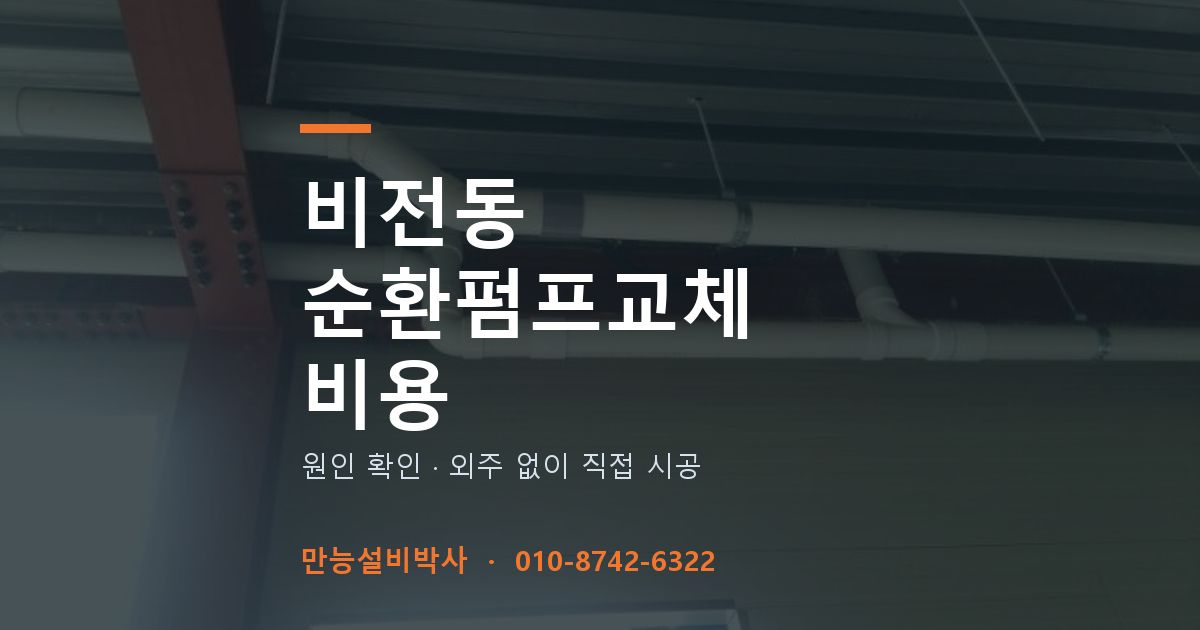 비전동
순환펌프교체
비용
원인 확인 · 외주 없이 직접 시공
만능설비박사 · 010-8742-6322